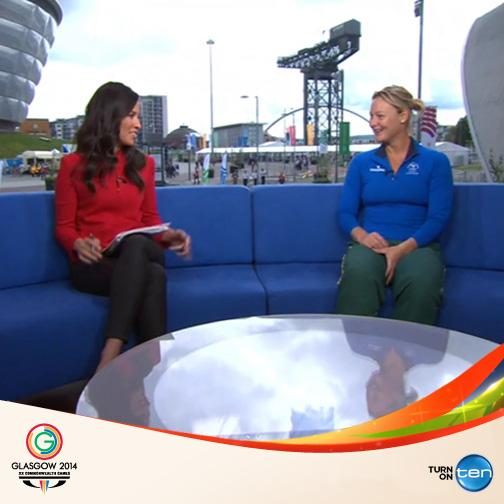 GLASGOW 2014
XX COMMONWEALTH GAMES
TURN
ON
ten